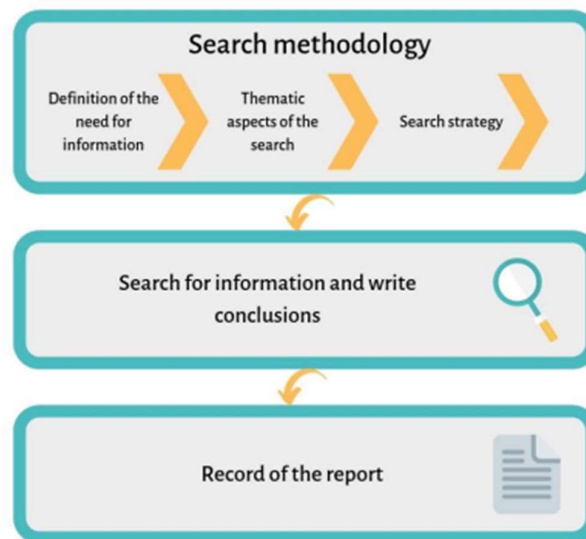 Search methodology
Definition of the
need for
information
Thematic
aspects of the
search
Search strategy
Search for information and write
conclusions
Record of the report